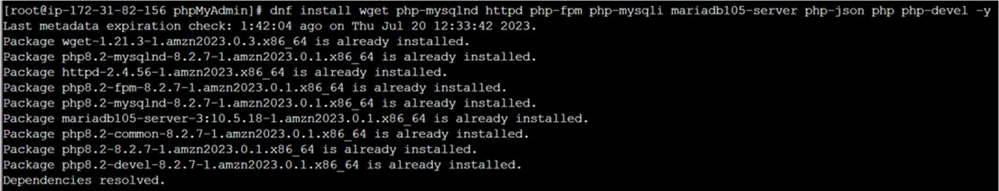 [root@ip-172-31-82-156 phpMyAdmin]# dnf install wget php-mysqlnd httpd php-fpm php-mysqli mariadb105-server php-json php php-devel -y
Last metadata expiration check: 1:42:04 ago on Thu Jul 20 12:33:42 2023.
Package wget-1.21.3-1.amzn2023.0.3.x86_64 is already installed.
Package php8.2-mysqlnd-8.2.7-1.amzn2023.0.1.x86_64 is already installed.
Package httpd-2.4.56-1.amzn2023.x86_64 is already installed.
Package php8.2-fpm-8.2.7-1.amzn2023.0.1.x86_64 is already installed.
Package php8.2-mysqlnd-8.2.7-1.amzn2023.0.1.x86_64 is already installed.
Package mariadb105-server-3:10.5.18-1.amzn2023.0.1.x86_64 is already installed.
Package php8.2-common-8.2.7-1.amzn2023.0.1.x86_64 is already installed.
Package php8.2-8.2.7-1.amzn2023.0.1.x86_64 is already installed.
Package php8.2-devel-8.2.7-1.amzn2023.0.1.x86_64 is already installed.
Dependencies resolved.